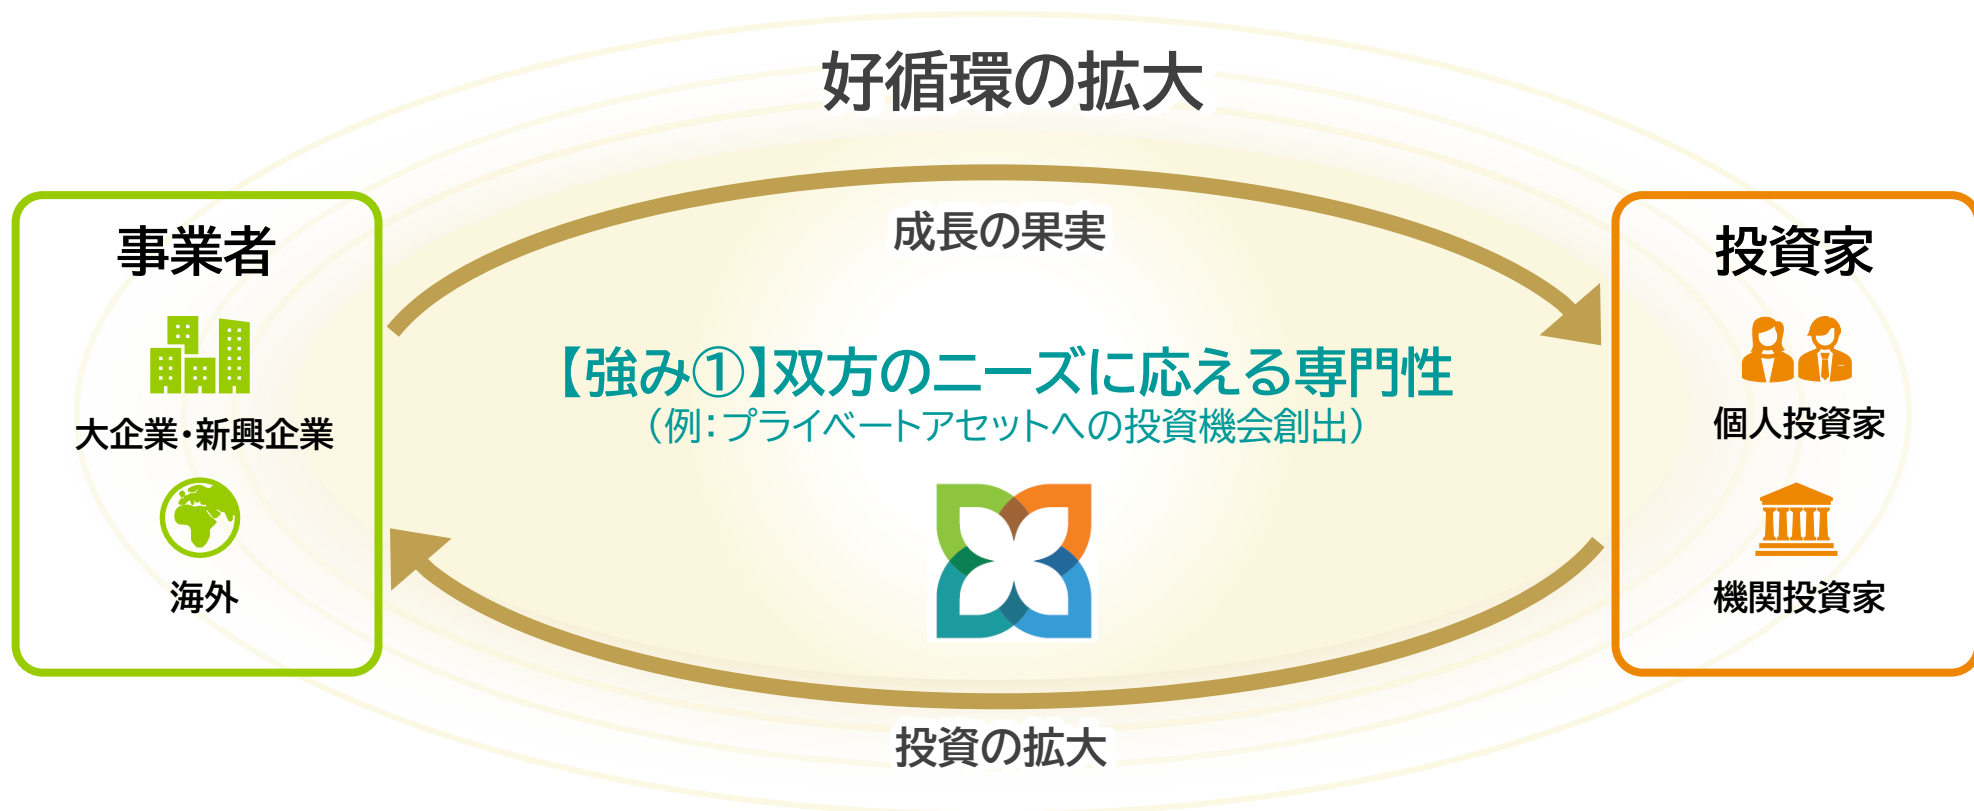 好循環の拡大
成長の果実
事業者
大企業・新興企業
海外
【強み①】双方のニーズに応える専門性
（例：プライベートアセットへの投資機会創出）
投資家
個人投資家
機関投資家
投資の拡大